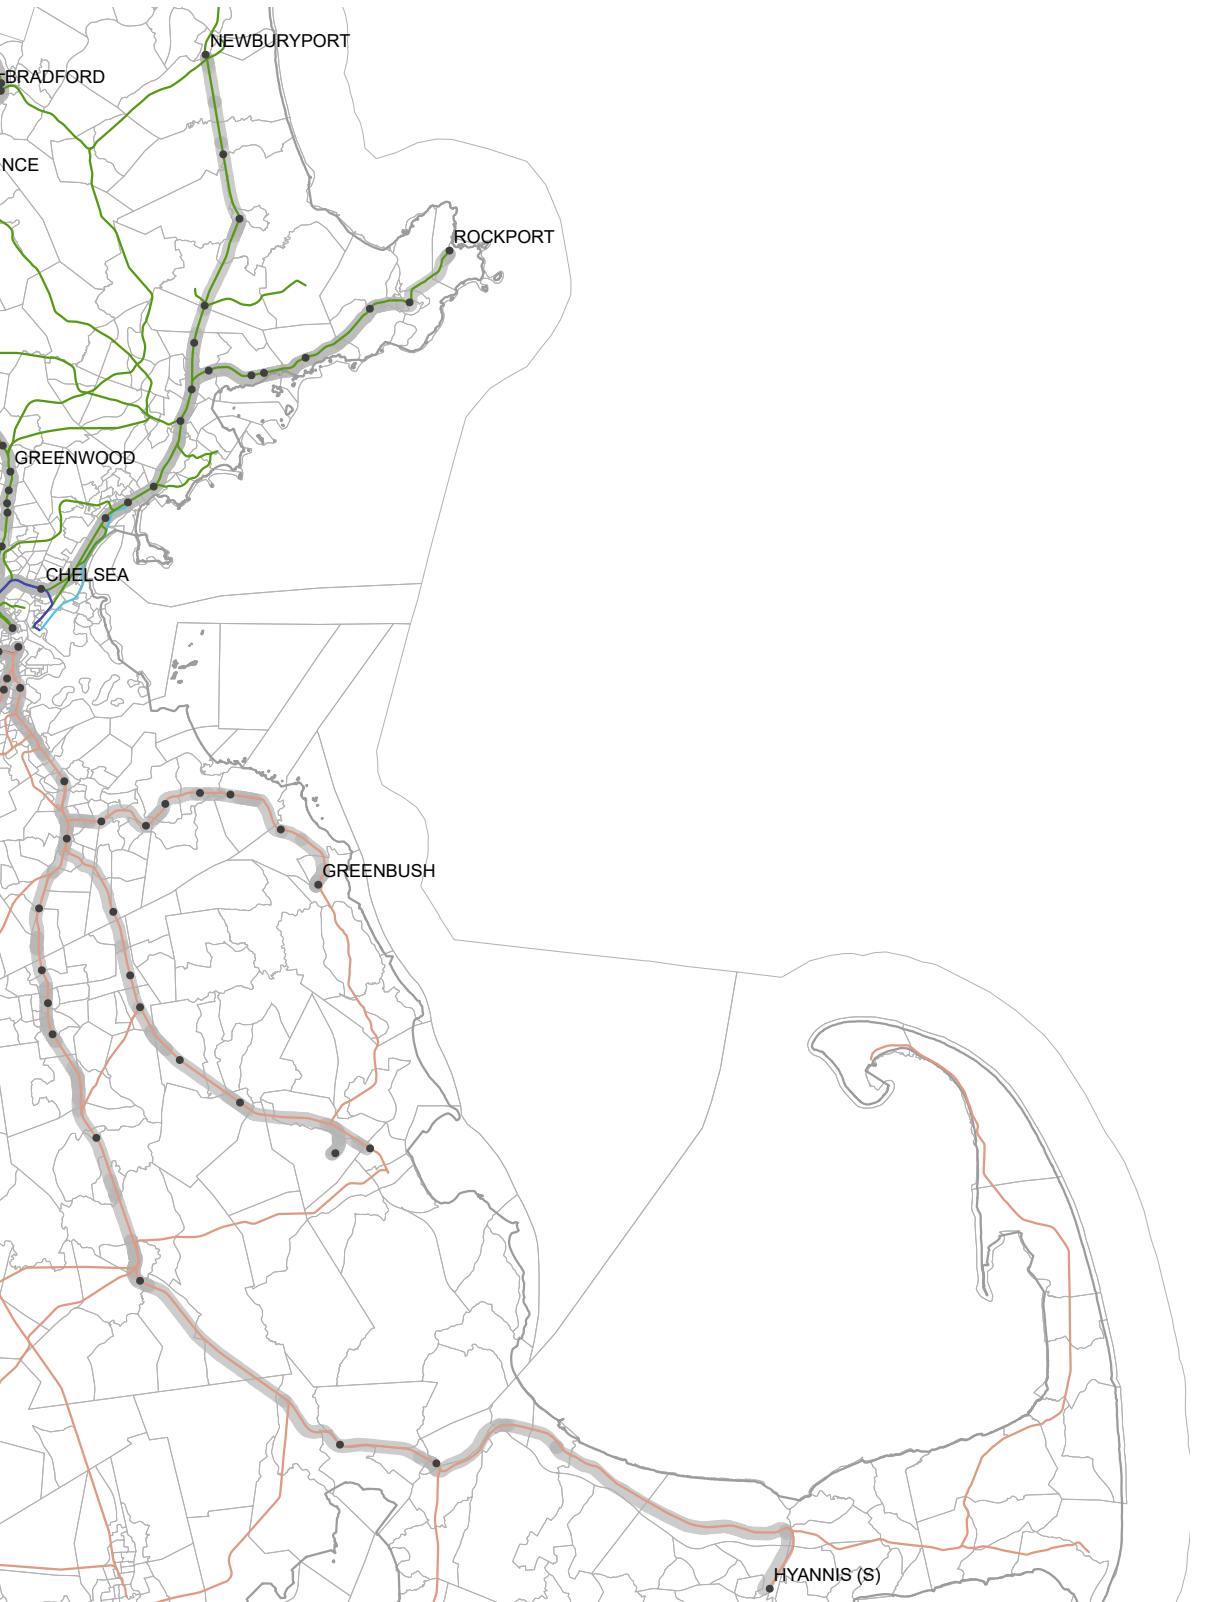 NEWBURYPORT
BRADFORD
NCE
ROCKPORT
GREENWOOD
CHELSEA
GREENBUSH
HYANNIS (S)